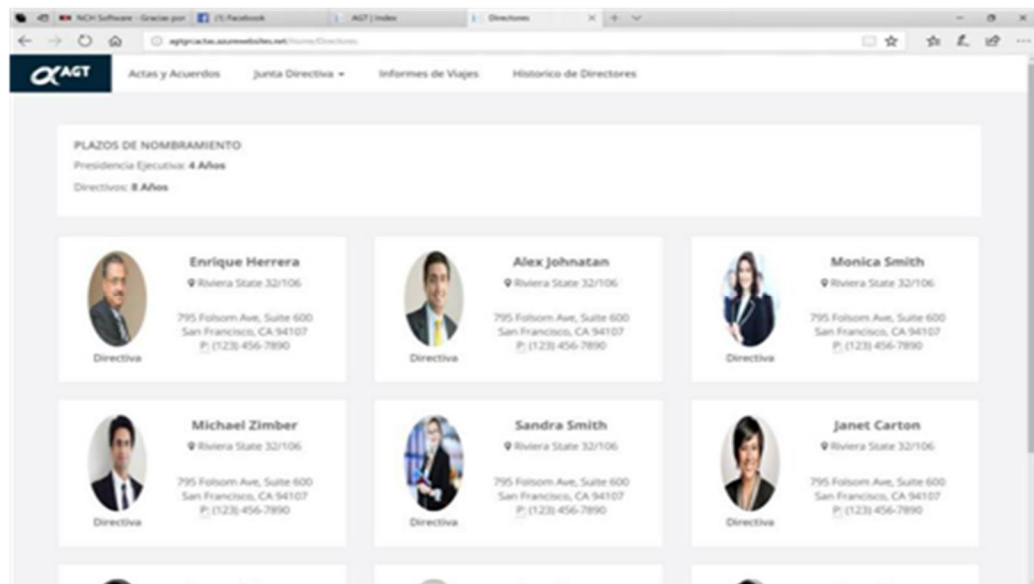 NCH Software - Gracias por
(1) Facebook
AGT | Index
Directores
agtgrcactas.azurewebsites.net/Home/Directores
AGT
Actas y Acuerdos
Junta Directiva
Informes de Viajes
Historico de Directores
PLAZOS DE NOMBRAMIENTO
Presidencia Ejecutiva: 4 Años
Directivos: 8 Años
Enrique Herrera
Riviera State 32/106
795 Folsom Ave, Suite 600
San Francisco, CA 94107
P: (123) 456-7890
Directiva
Alex Johnatan
Riviera State 32/106
795 Folsom Ave, Suite 600
San Francisco, CA 94107
P: (123) 456-7890
Directiva
Monica Smith
Riviera State 32/106
795 Folsom Ave, Suite 600
San Francisco, CA 94107
P: (123) 456-7890
Directiva
Michael Zimber
Riviera State 32/106
795 Folsom Ave, Suite 600
San Francisco, CA 94107
P: (123) 456-7890
Directiva
Sandra Smith
Riviera State 32/106
795 Folsom Ave, Suite 600
San Francisco, CA 94107
P: (123) 456-7890
Directiva
Janet Carton
Riviera State 32/106
795 Folsom Ave, Suite 600
San Francisco, CA 94107
P: (123) 456-7890
Directiva